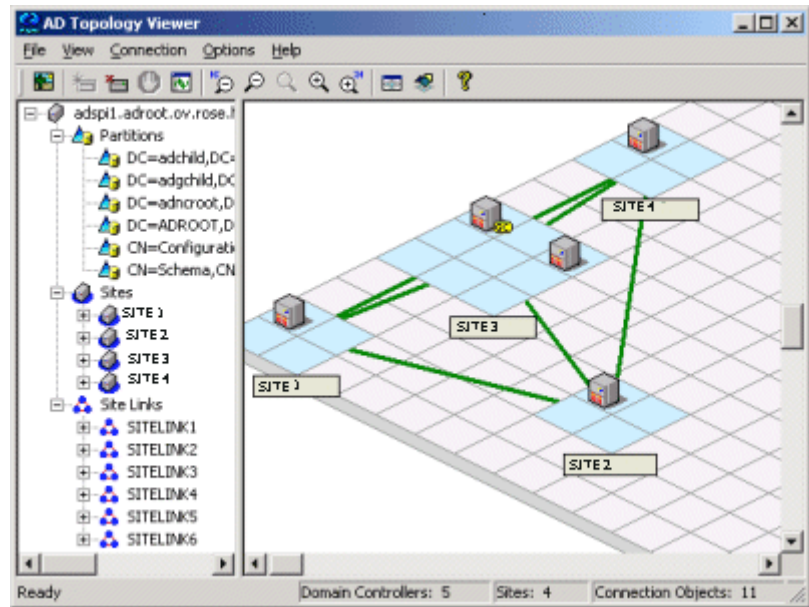 AD Topology Viewer
File View Connection Options Help
adspi1.adroot.ov.rose.
Partitions
DC=adchild,DC=
DC=adgchild,DC
DC=adncroot,D
DC=ADROOT,D
CN=Configurati
CN=Schema,CN
Sites
SITE 1
SITE 2
SITE 3
SITE 4
Site Links
SITELINK1
SITELINK2
SITELINK3
SITELINK4
SITELINK5
SITELINK6
SITE 4
SITE 3
SITE 1
SITE 2
Ready
Domain Controllers: 5
Sites: 4
Connection Objects: 11